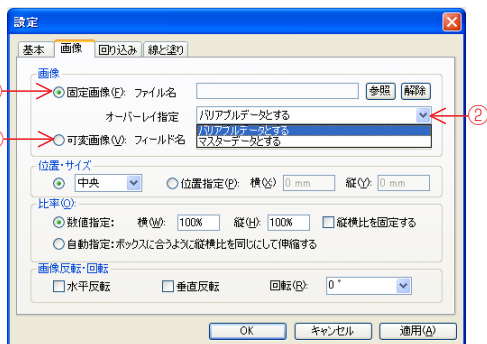 設定
基本 画像 回り込み 線と塗り
画像
固定画像(F): ファイル名 参照 解除
オーバーレイ指定 バリアブルデータとする ②
バリアブルデータとする
マスターデータとする
可変画像(V): フィールド名
位置・サイズ
中央 位置指定(P): 横(X) 0 mm 縦(Y): 0 mm
比率(O):
数値指定: 横(W): 100% 縦(H): 100% 縦横比を固定する
自動指定:ボックスに合うように縦横比を同じにして伸縮する
画像反転・回転
水平反転 垂直反転 回転(R): 0 °
OK キャンセル 適用(A)